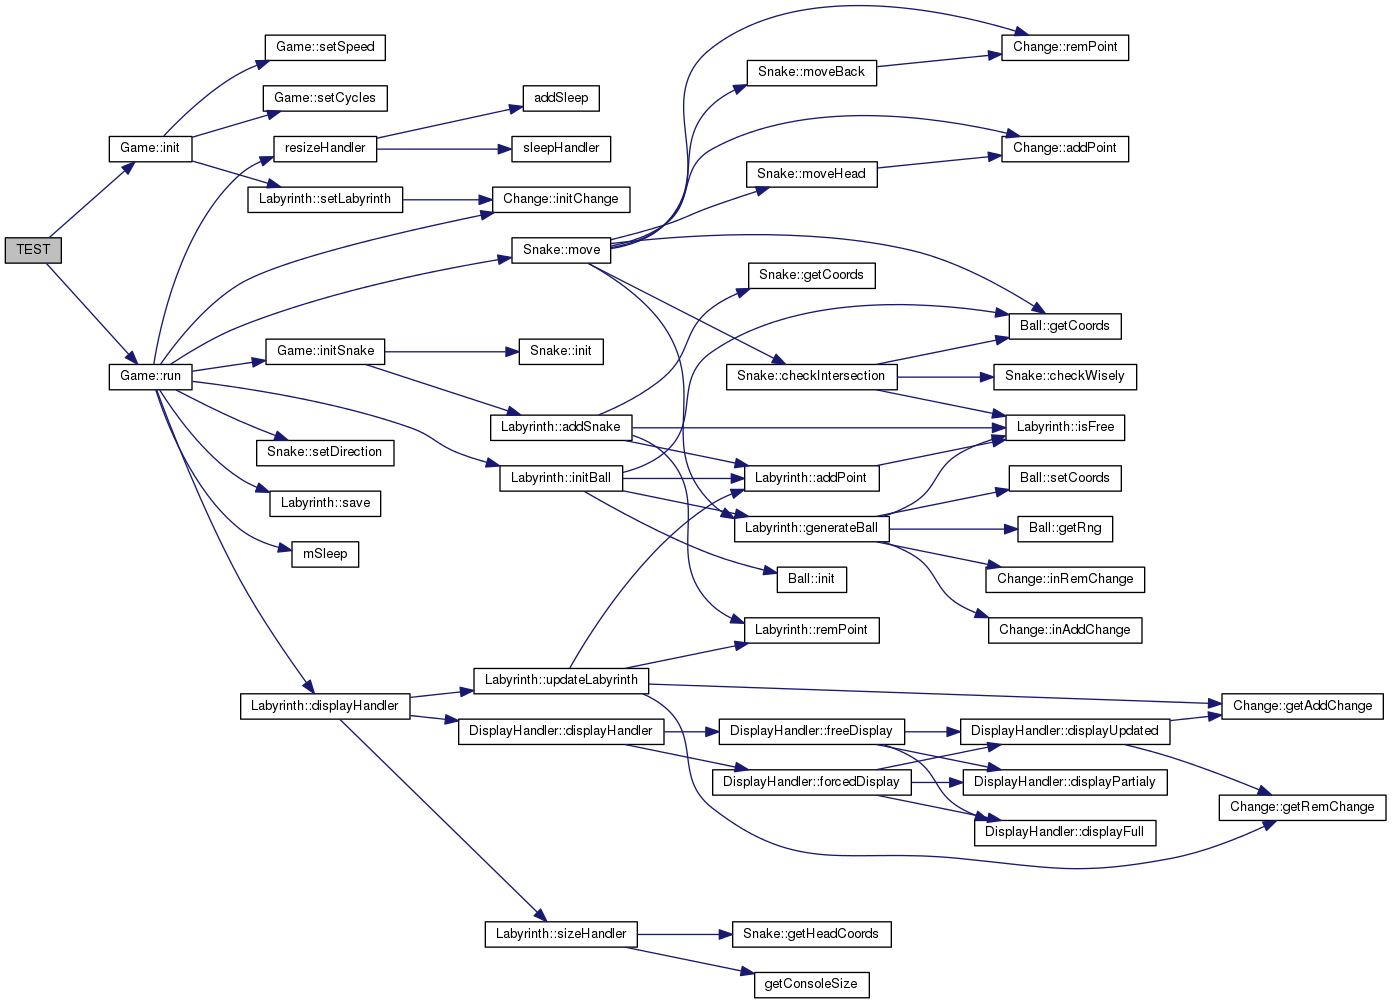 Game::setSpeed
Change::remPoint
Snake::moveBack
Game::setCycles
addSleep
Game::init
resizeHandler
sleepHandler
Change::addPoint
Snake::moveHead
Labyrinth::setLabyrinth
Change::initChange
TEST
Snake::move
Snake::getCoords
Ball::getCoords
Game::initSnake
Snake::init
Game::run
Snake::checkIntersection
Snake::checkWisely
Labyrinth::addSnake
Labyrinth::isFree
Snake::setDirection
Labyrinth::initBall
Labyrinth::addPoint
Ball::setCoords
Labyrinth::save
Labyrinth::generateBall
Ball::getRng
mSleep
Ball::init
Change::inRemChange
Labyrinth::remPoint
Change::inAddChange
Labyrinth::updateLabyrinth
Labyrinth::displayHandler
Change::getAddChange
DisplayHandler::displayHandler
DisplayHandler::freeDisplay
DisplayHandler::displayUpdated
DisplayHandler::forcedDisplay
DisplayHandler::displayPartialy
Change::getRemChange
DisplayHandler::displayFull
Labyrinth::sizeHandler
Snake::getHeadCoords
getConsoleSize